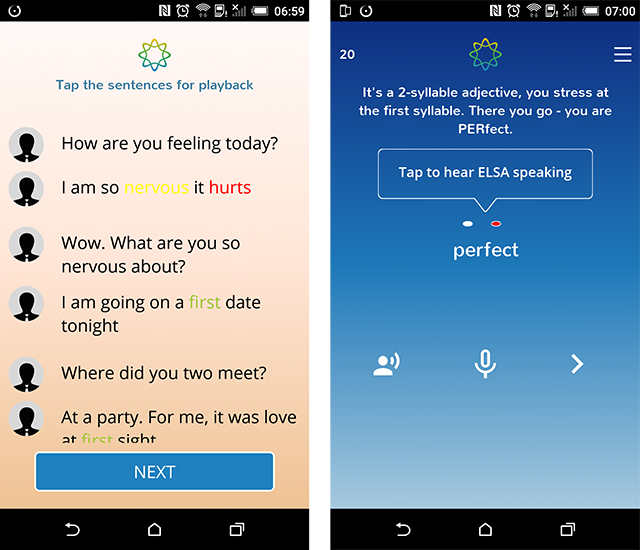 06:59
Tap the sentences for playback
How are you feeling today?
I am so nervous it hurts
Wow. What are you so
nervous about?
I am going on a first date
tonight
Where did you two meet?
At a party. For me, it was love
at first sight
NEXT
07:00
20
It's a 2-syllable adjective, you stress at
the first syllable. There you go - you are
PERfect.
Tap to hear ELSA speaking
perfect